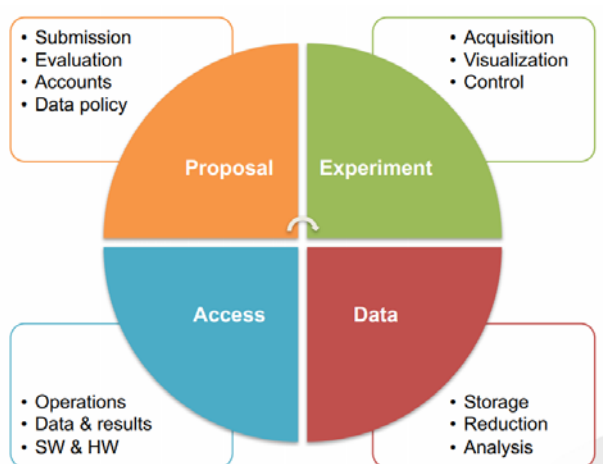 • Submission
• Evaluation
• Accounts
• Data policy
• Acquisition
• Visualization
• Control
Proposal
Experiment
Access
Data
• Operations
• Data & results
• SW & HW
• Storage
• Reduction
• Analysis